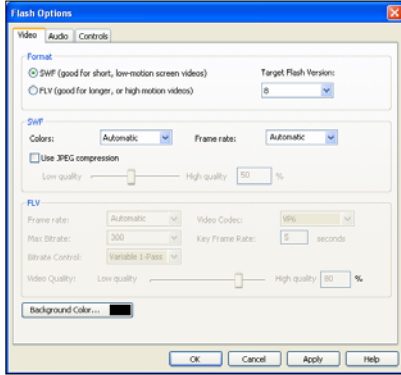 Flash Options
Video Audio Controls
Format
SWF (good for short, low-motion screen videos) Target Flash Version:
FLV (good for longer, or high motion videos) 8
SWF
Colors: Automatic Frame rate: Automatic
Use JPEG compression
Low quality High quality 50 %
FLV
Frame rate: Automatic Video Codec: VP6
Max Bitrate: 300 Key Frame Rate: 5 seconds
Bitrate Control: Variable 1-Pass
Video Quality: Low quality High quality 80 %
Background Color...
OK Cancel Apply Help